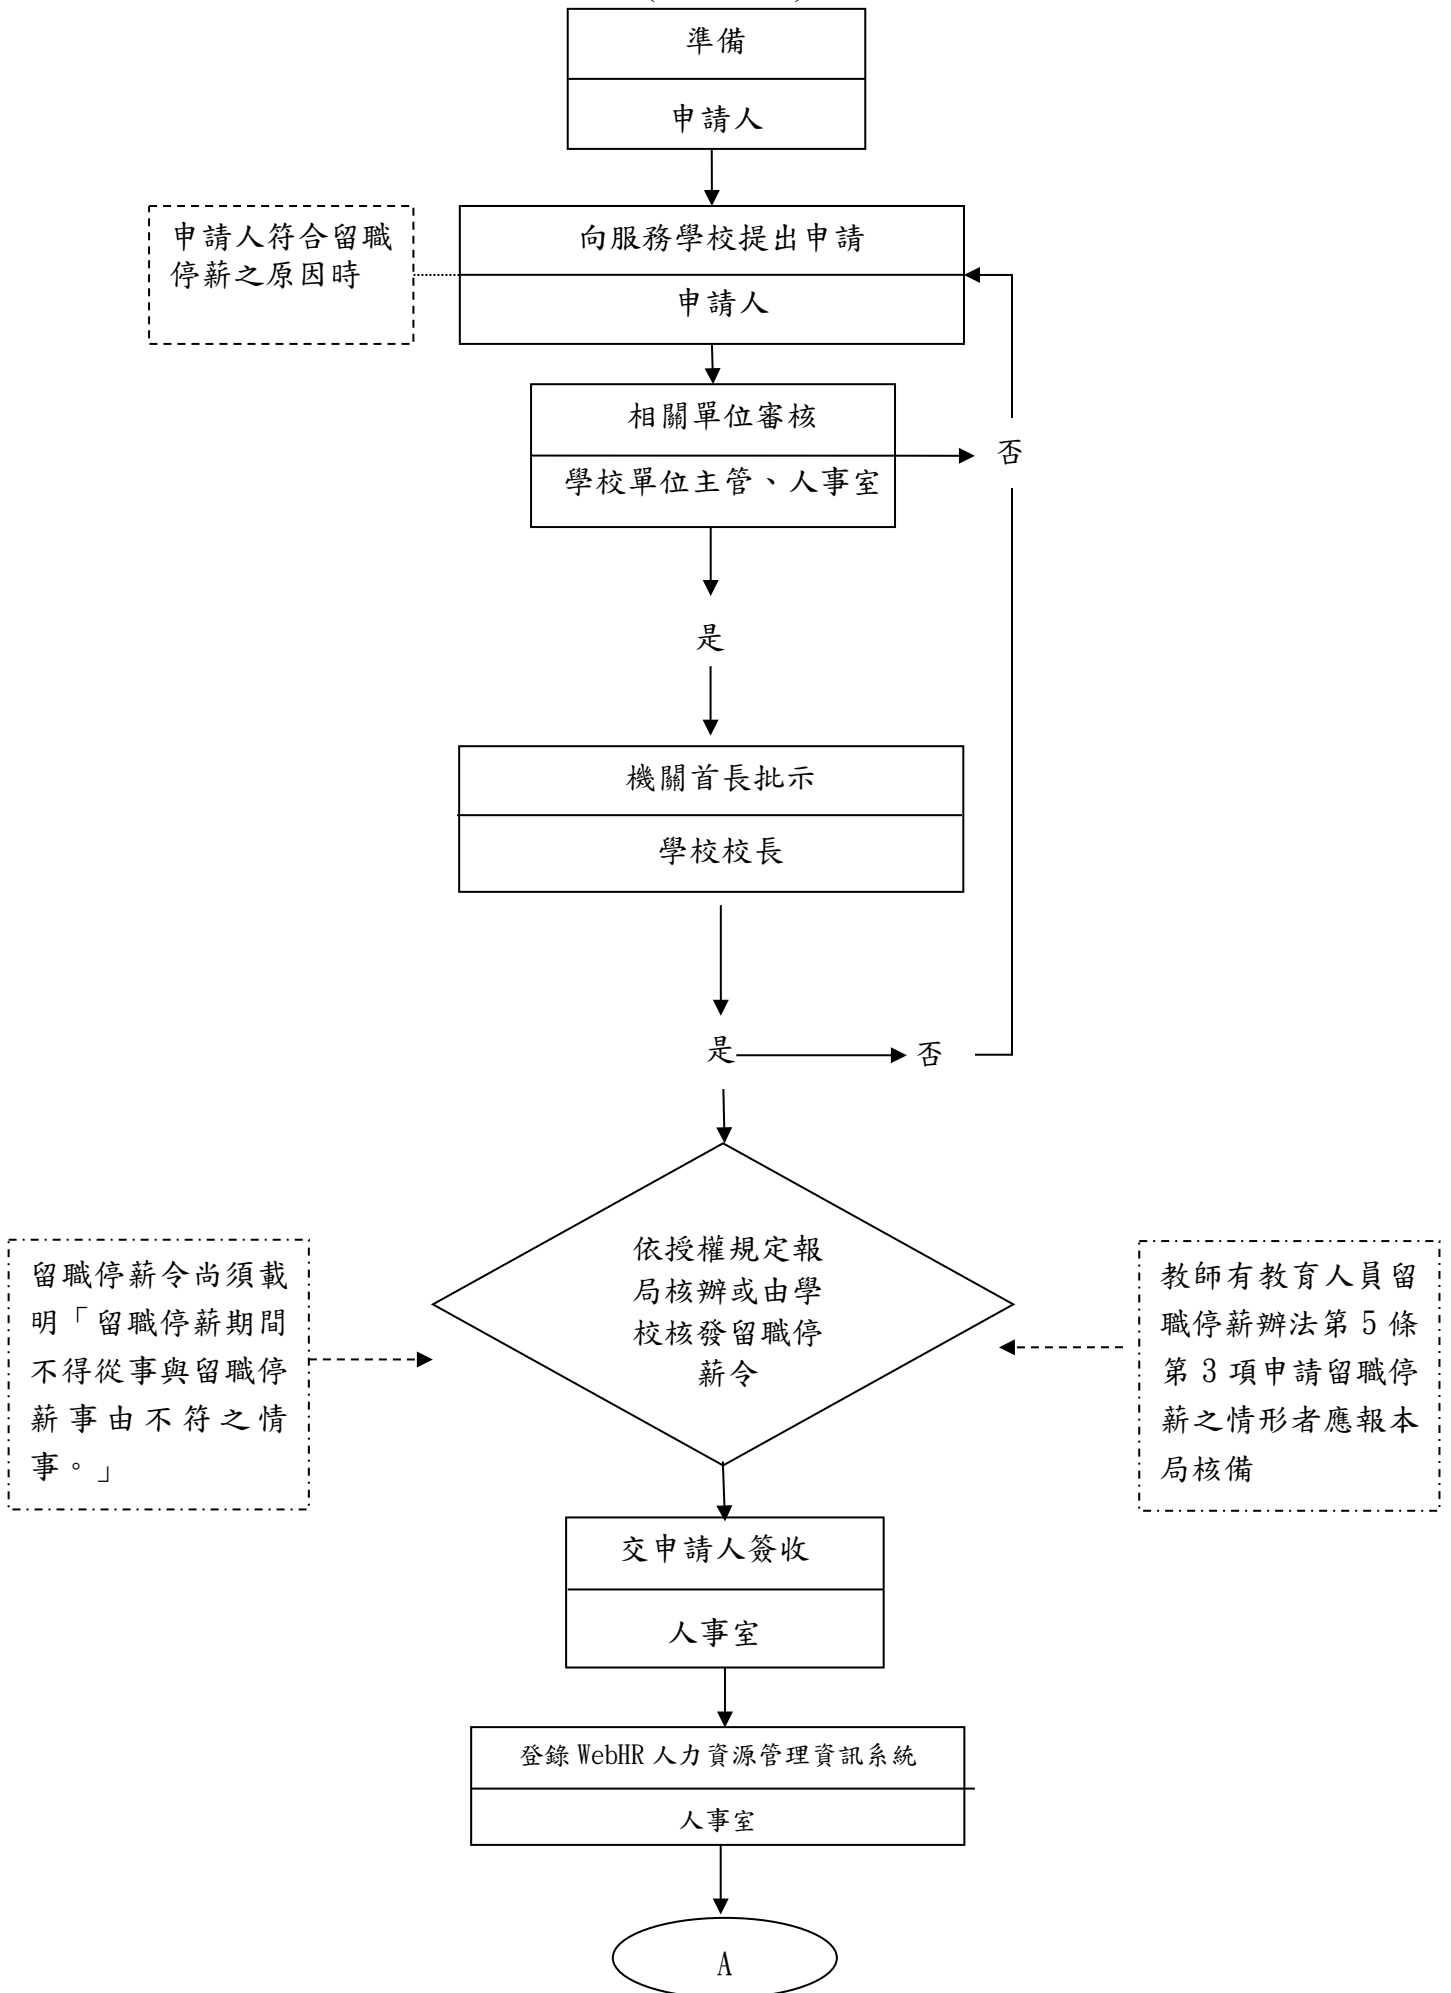 準備
申請人
申請人符合留職
停薪之原因時
向服務學校提出申請
申請人
相關單位審核
學校單位主管、人事室
否
是
機關首長批示
學校校長
是
否
依授權規定報
局核辦或由學
校核發留職停
薪令
留職停薪令尚須載
明「留職停薪期間
不得從事與留職停
薪事由不符之情
事。」
教師有教育人員留
職停薪辦法第 5 條
第 3 項申請留職停
薪之情形者應報本
局核備
交申請人簽收
人事室
登錄 WebHR 人力資源管理資訊系統
人事室
A